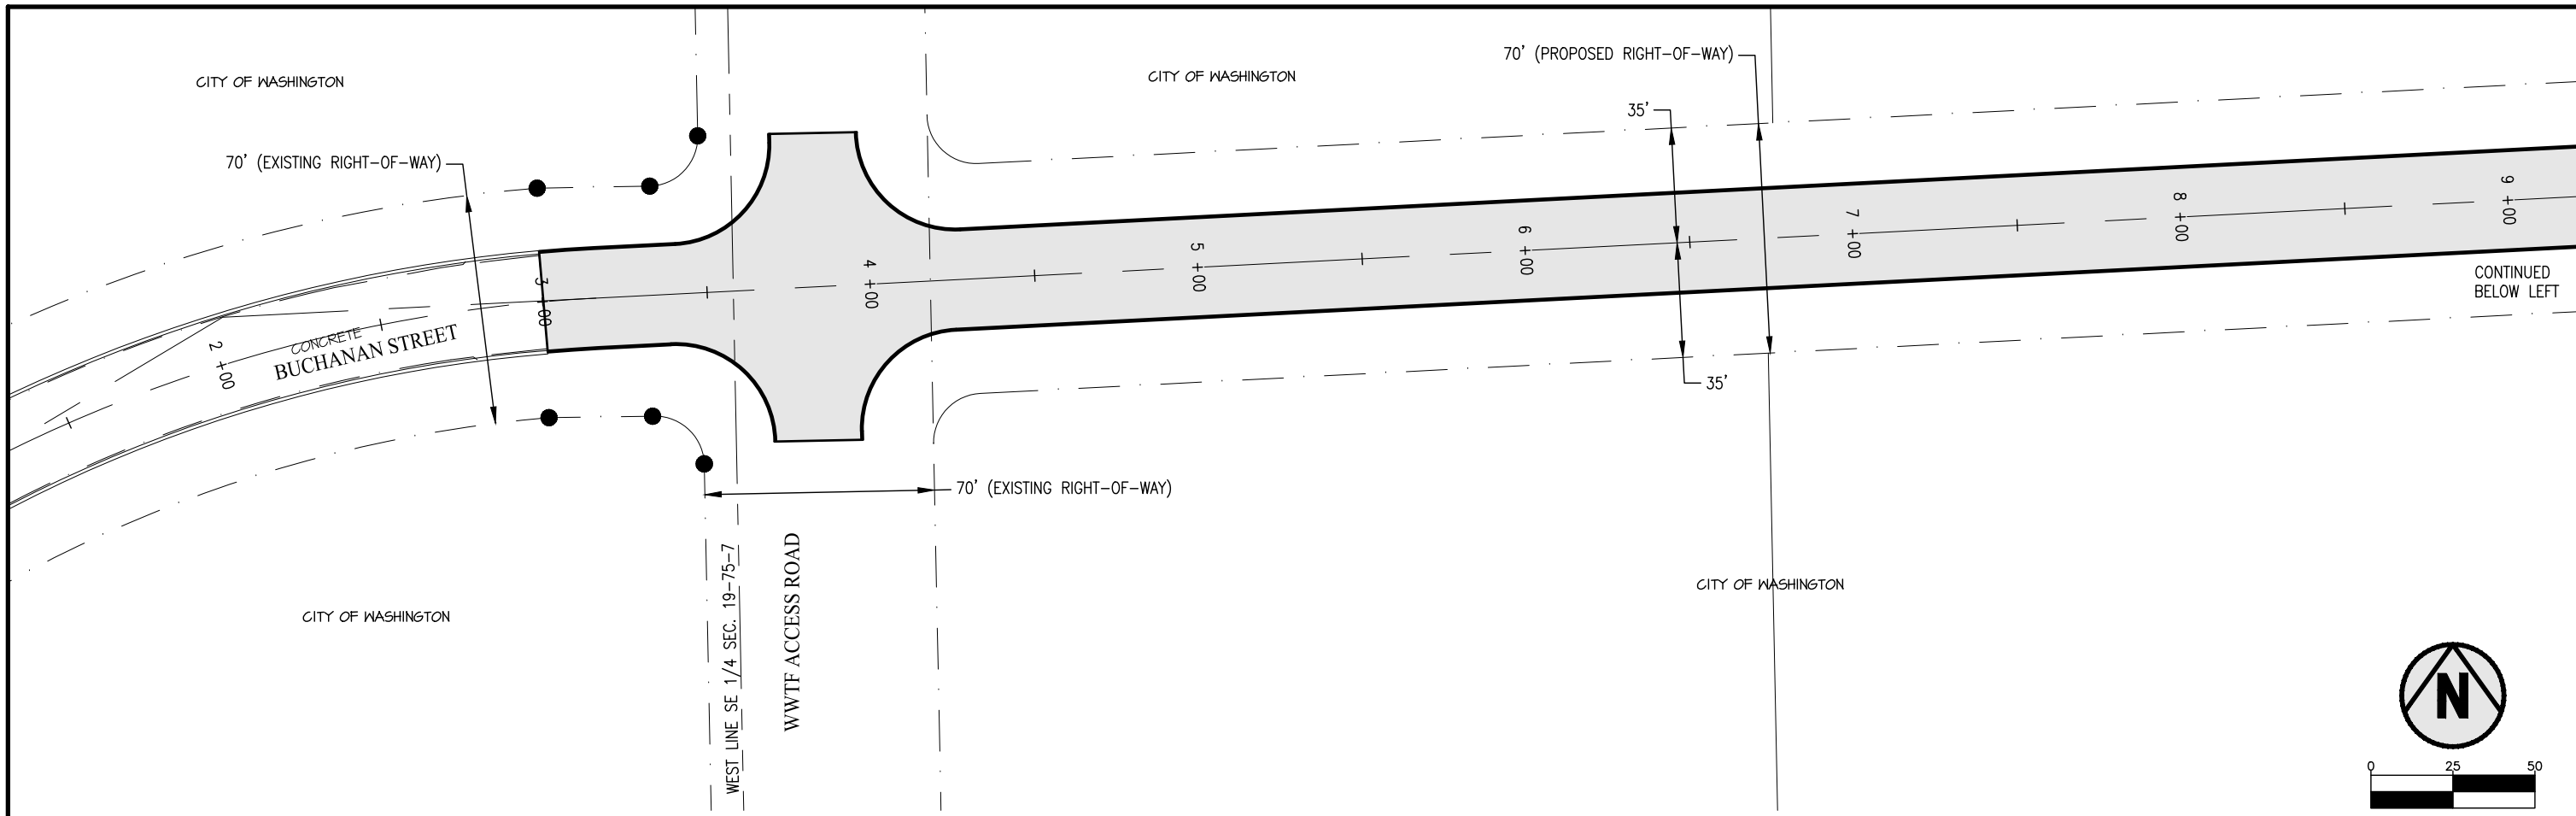 CITY OF WASHINGTON
CITY OF WASHINGTON
70' (PROPOSED RIGHT-OF-WAY)
35'
70' (EXISTING RIGHT-OF-WAY)
2 +00
3 +00
4 +00
5 +00
6 +00
7 +00
8 +00
9 +00
CONCRETE
BUCHANAN STREET
CONTINUED
BELOW LEFT
35'
70' (EXISTING RIGHT-OF-WAY)
WEST LINE SE 1/4 SEC. 19-75-7
WWTF ACCESS ROAD
CITY OF WASHINGTON
CITY OF WASHINGTON
N
0 25 50